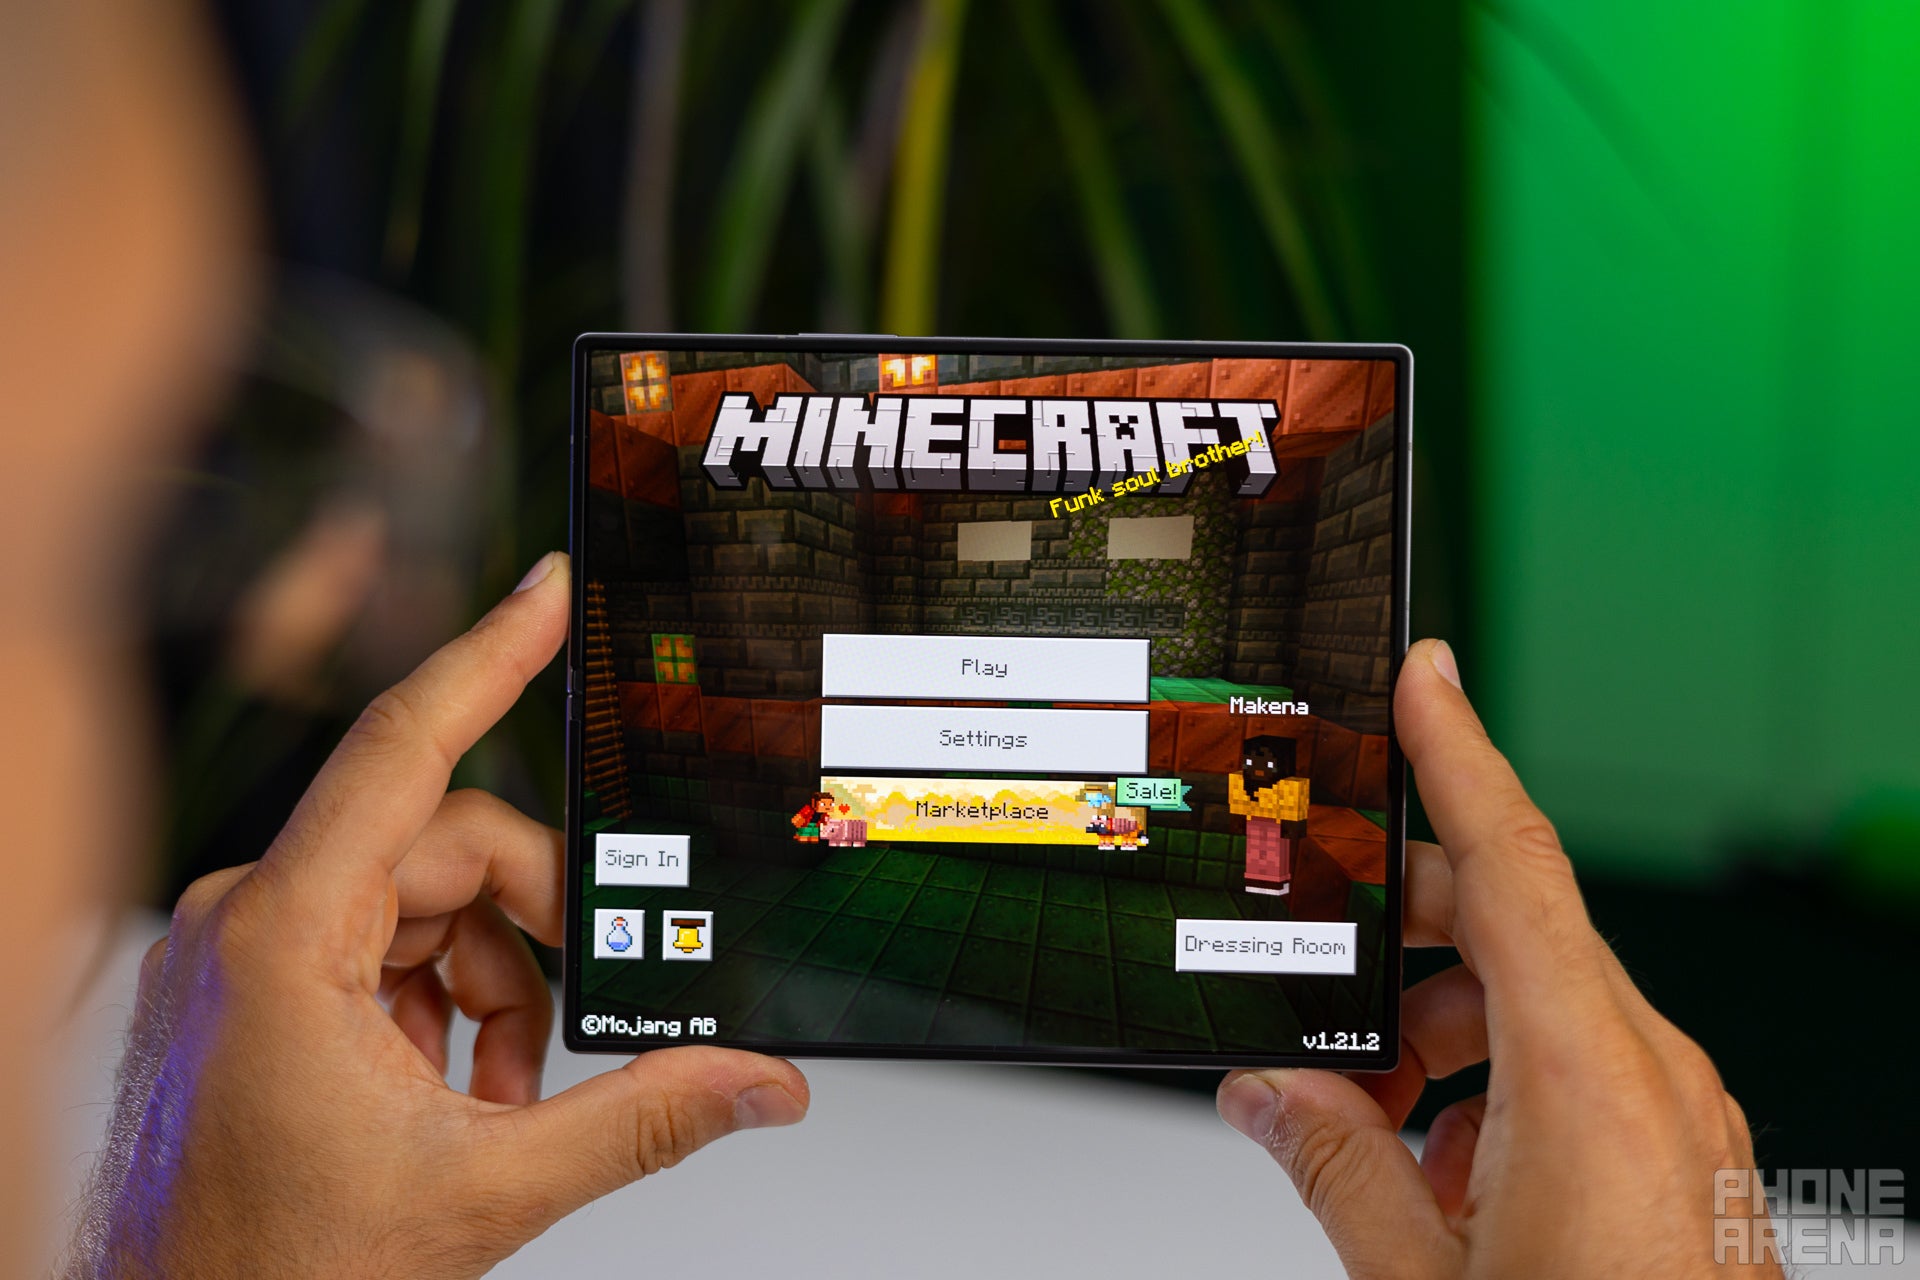 MINECRAFT
Funk soul brother!
Play
Settings
Marketplace
Sale!
Makena
Sign In
Dressing Room
©Mojang AB
v1.21.2
PHONE
ARENA